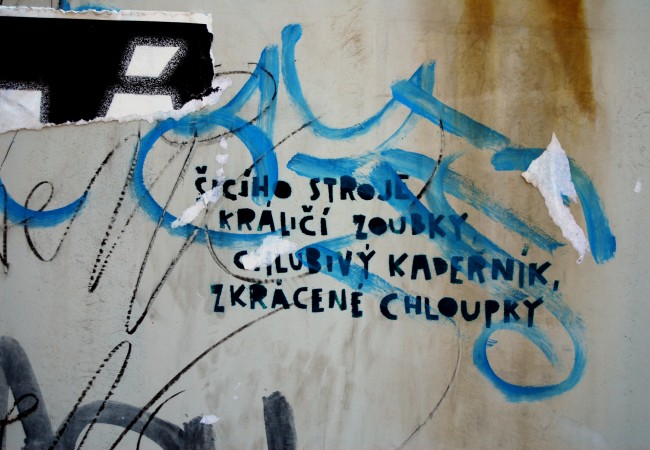 ŠICÍHO STROJE
KRÁLIČÍ ZOUBKY,
CHLUBIVÝ KADEŘNÍK,
ZKRÁCENÉ CHLOUPKY